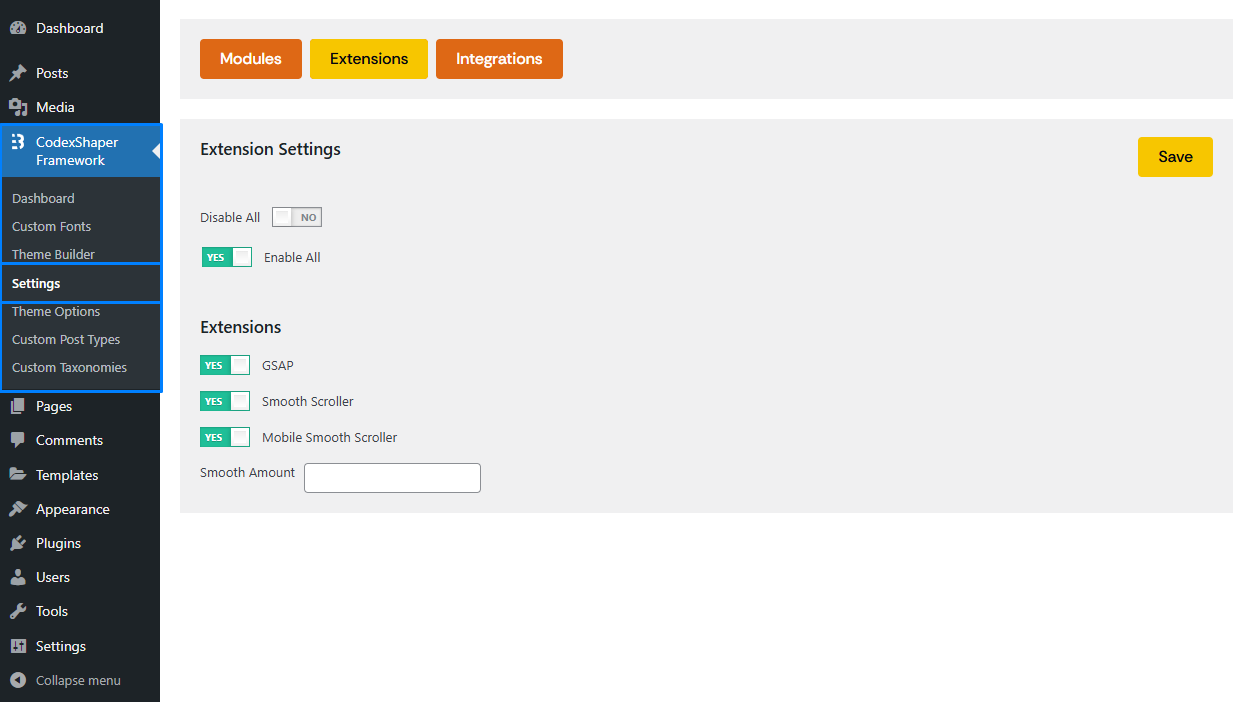 Dashboard
Posts
Media
CodexShaper
Framework
Dashboard
Custom Fonts
Theme Builder
Settings
Theme Options
Custom Post Types
Custom Taxonomies
Pages
Comments
Templates
Appearance
Plugins
Users
Tools
Settings
Collapse menu
Modules Extensions Integrations
Extension Settings
Save
Disable All NO
YES Enable All
Extensions
YES GSAP
YES Smooth Scroller
YES Mobile Smooth Scroller
Smooth Amount